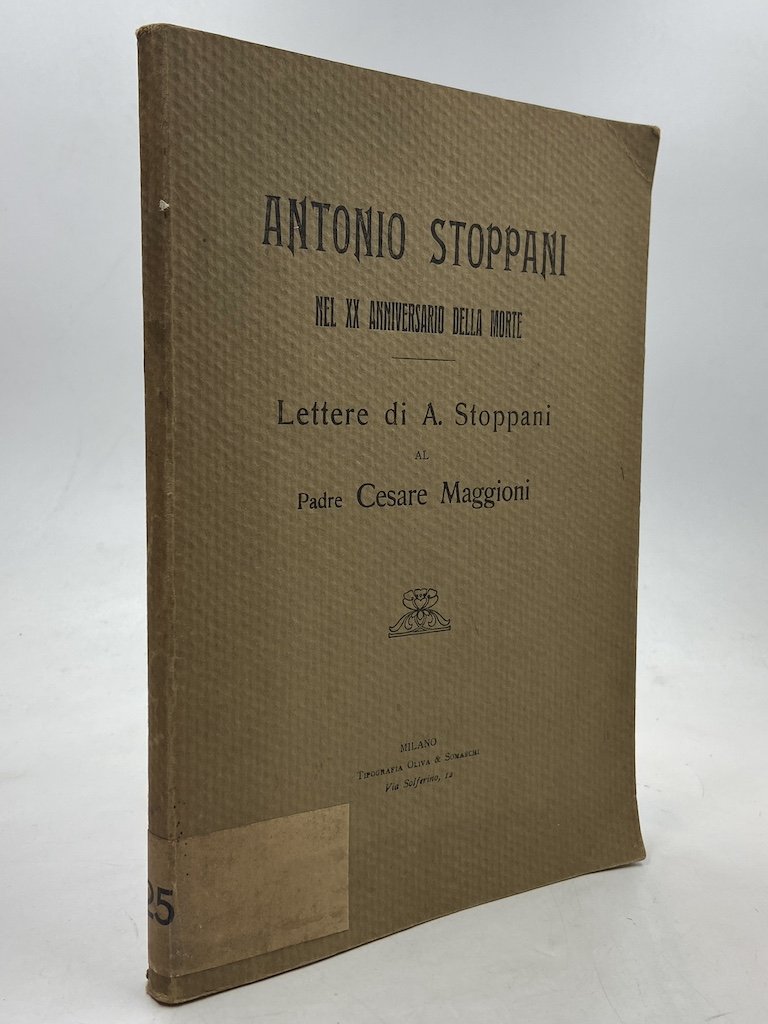 ANTONIO STOPPANI
NEL XX ANNIVERSARIO DELLA MORTE
Lettere di A. Stoppani
AL
Padre Cesare Maggioni
MILANO
TIPOGRAFIA OLIVA & SOMASCHI
Via Solferino, 12
25